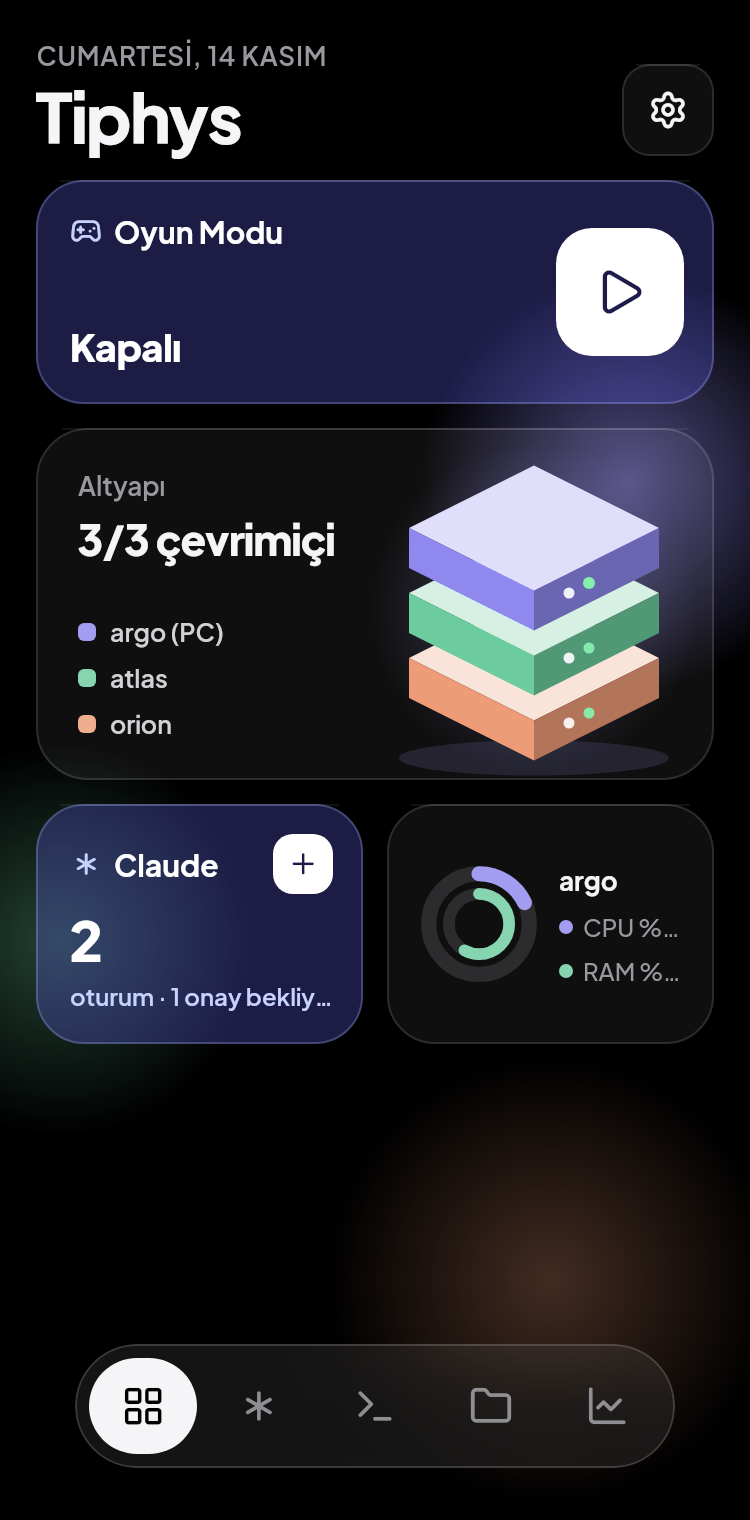 CUMARTESİ, 14 KASIM
Tiphys
Oyun Modu
Kapalı
Altyapı
3/3 çevrimiçi
argo (PC)
atlas
orion
Claude
2
oturum · 1 onay bekliy…
argo
CPU %…
RAM %…